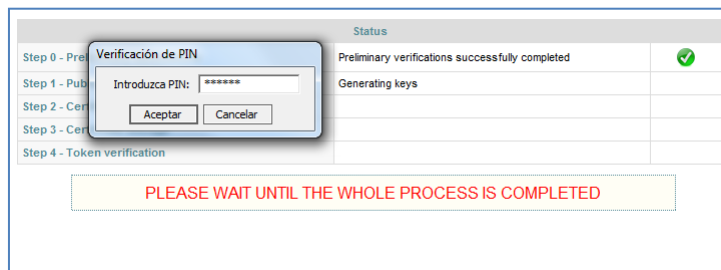 Status
Step 0 - Prel
Preliminary verifications successfully completed
Verificación de PIN
Introduzca PIN: ******
Aceptar Cancelar
Step 1 - Pub
Generating keys
Step 2 - Cer
Step 3 - Cer
Step 4 - Token verification
PLEASE WAIT UNTIL THE WHOLE PROCESS IS COMPLETED